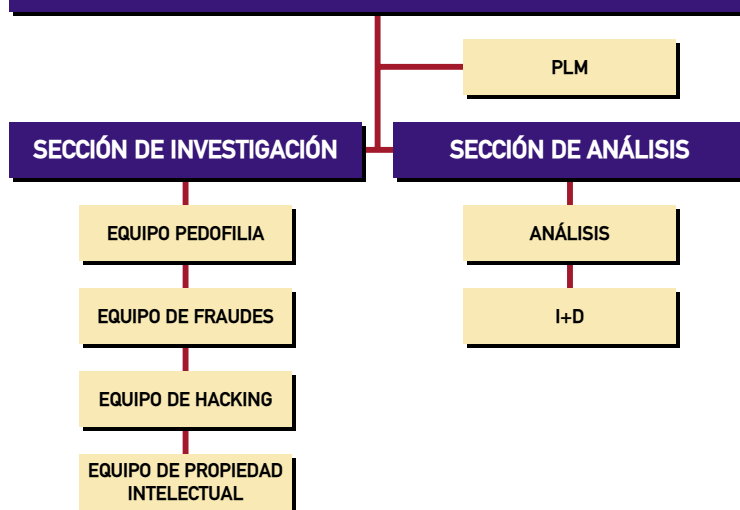 PLM
SECCIÓN DE INVESTIGACIÓN
SECCIÓN DE ANÁLISIS
EQUIPO PEDOFILIA
ANÁLISIS
EQUIPO DE FRAUDES
I+D
EQUIPO DE HACKING
EQUIPO DE PROPIEDAD
INTELECTUAL